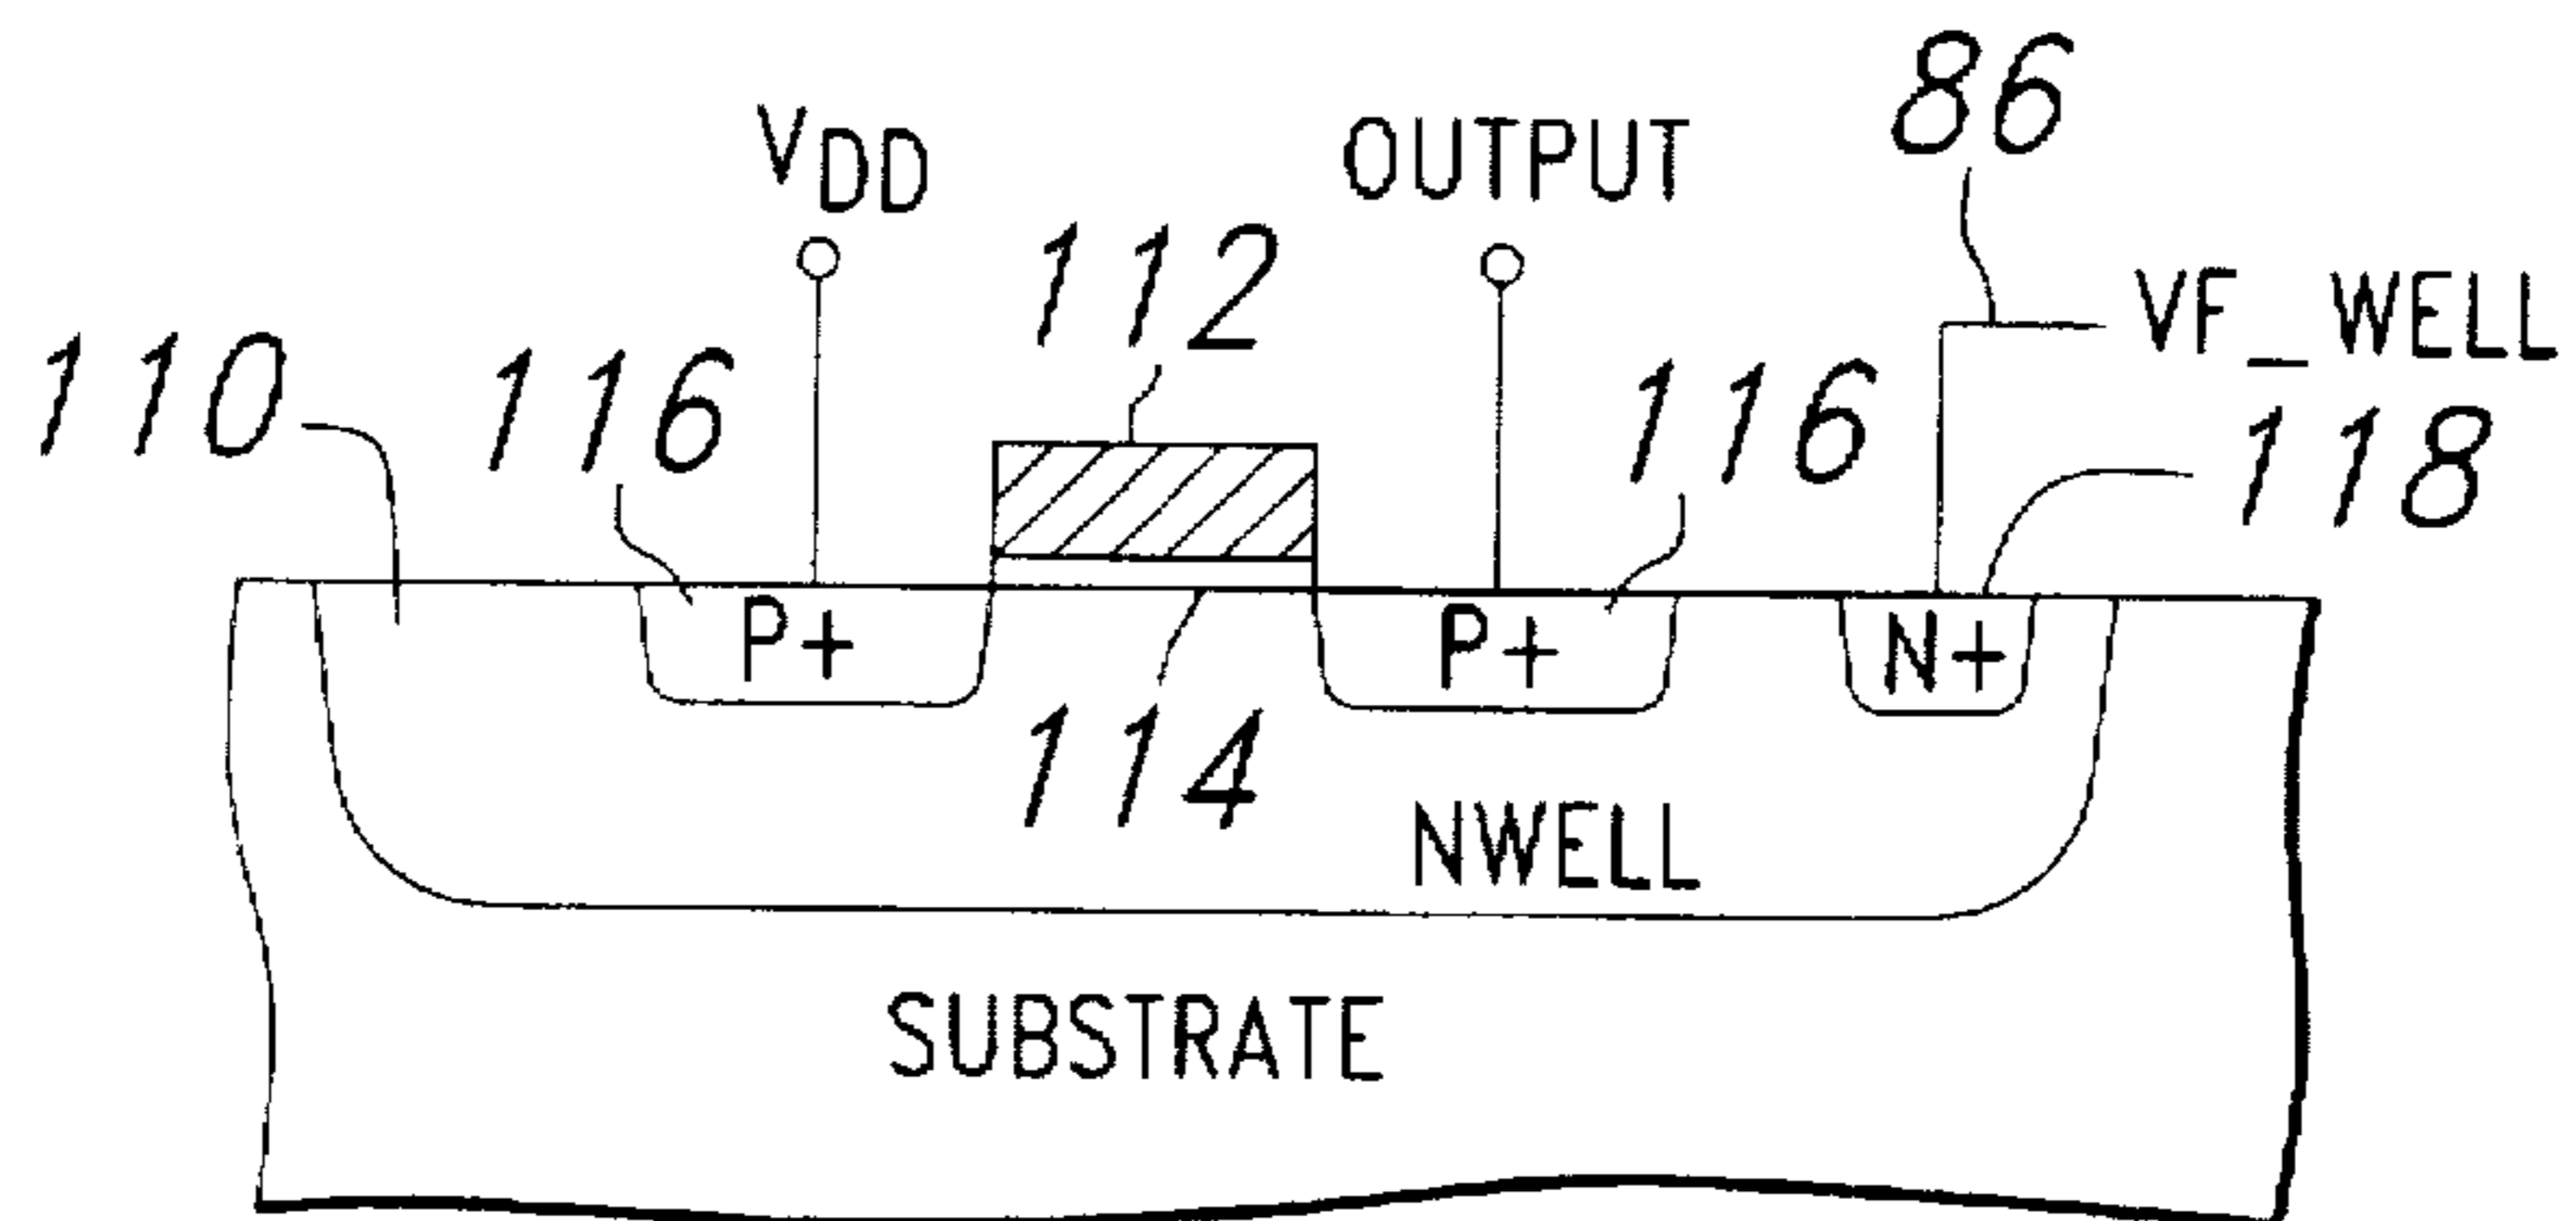 86
VDD
OUTPUT
112
VF_WELL
110
116
116
118
P+
P+
N+
114
NWELL
SUBSTRATE